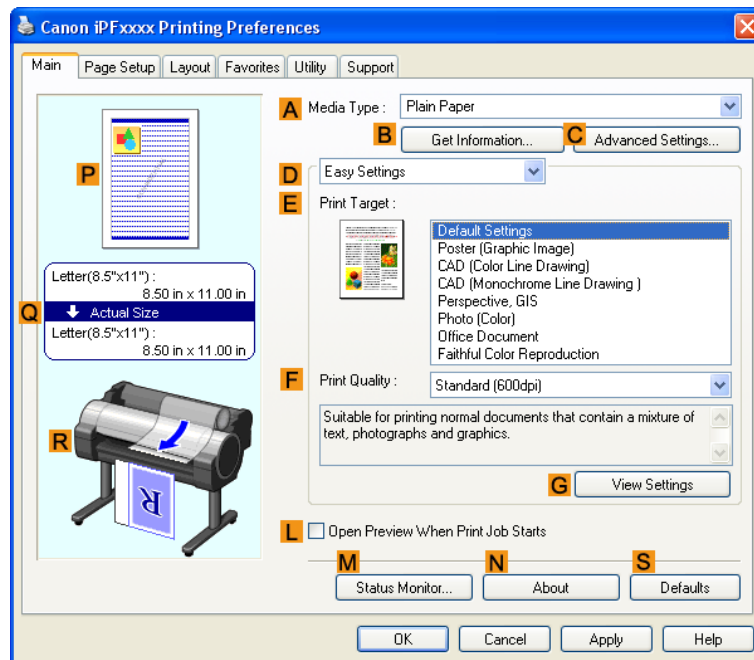 Canon iPFxxxx Printing Preferences
Main Page Setup Layout Favorites Utility Support
P
Letter(8.5"x11") :
8.50 in x 11.00 in
Q Actual Size
Letter(8.5"x11") :
8.50 in x 11.00 in
R
R
A Media Type : Plain Paper
B Get Information... C Advanced Settings...
D Easy Settings
E Print Target :
Default Settings
Poster (Graphic Image)
CAD (Color Line Drawing)
CAD (Monochrome Line Drawing )
Perspective, GIS
Photo (Color)
Office Document
Faithful Color Reproduction
F Print Quality : Standard (600dpi)
Suitable for printing normal documents that contain a mixture of
text, photographs and graphics.
G View Settings
L Open Preview When Print Job Starts
M N S
Status Monitor... About Defaults
OK Cancel Apply Help